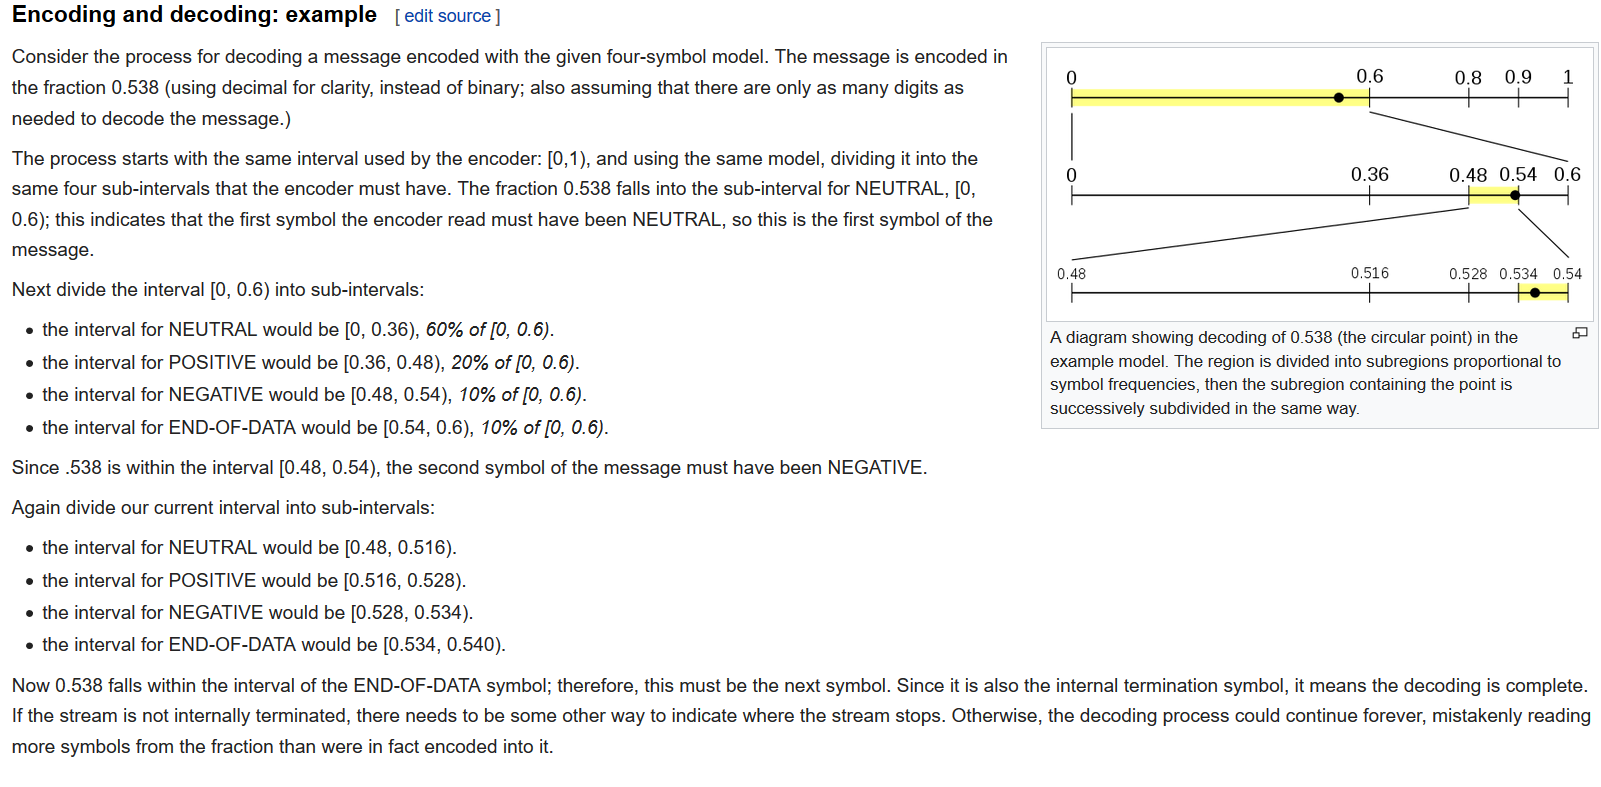 Encoding and decoding: example [ edit source ]
Consider the process for decoding a message encoded with the given four-symbol model. The message is encoded in
the fraction 0.538 (using decimal for clarity, instead of binary; also assuming that there are only as many digits as
needed to decode the message.)
The process starts with the same interval used by the encoder: [0,1), and using the same model, dividing it into the
same four sub-intervals that the encoder must have. The fraction 0.538 falls into the sub-interval for NEUTRAL, [0,
0.6); this indicates that the first symbol the encoder read must have been NEUTRAL, so this is the first symbol of the
message.
Next divide the interval [0, 0.6) into sub-intervals:
• the interval for NEUTRAL would be [0, 0.36), 60% of [0, 0.6).
• the interval for POSITIVE would be [0.36, 0.48), 20% of [0, 0.6).
• the interval for NEGATIVE would be [0.48, 0.54), 10% of [0, 0.6).
• the interval for END-OF-DATA would be [0.54, 0.6), 10% of [0, 0.6).
Since .538 is within the interval [0.48, 0.54), the second symbol of the message must have been NEGATIVE.
Again divide our current interval into sub-intervals:
• the interval for NEUTRAL would be [0.48, 0.516).
• the interval for POSITIVE would be [0.516, 0.528).
• the interval for NEGATIVE would be [0.528, 0.534).
• the interval for END-OF-DATA would be [0.534, 0.540).
Now 0.538 falls within the interval of the END-OF-DATA symbol; therefore, this must be the next symbol. Since it is also the internal termination symbol, it means the decoding is complete.
If the stream is not internally terminated, there needs to be some other way to indicate where the stream stops. Otherwise, the decoding process could continue forever, mistakenly reading
more symbols from the fraction than were in fact encoded into it.
0 0.6 0.8 0.9 1
0 0.36 0.48 0.54 0.6
0.48 0.516 0.528 0.534 0.54
A diagram showing decoding of 0.538 (the circular point) in the
example model. The region is divided into subregions proportional to
symbol frequencies, then the subregion containing the point is
successively subdivided in the same way.